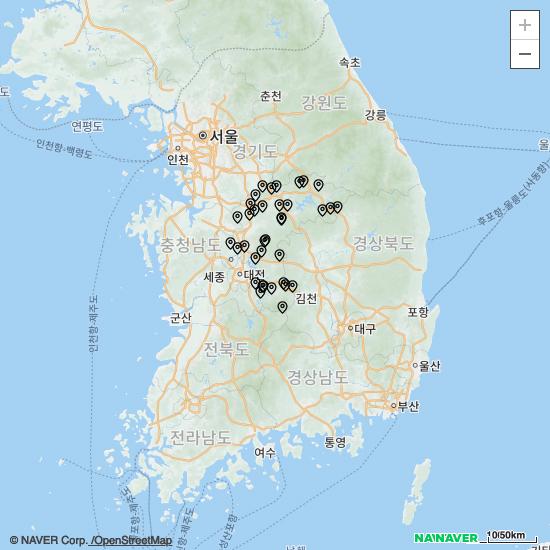 +
−
속초
춘천
강원도
강릉
도
연평도
서울
인천
인천항-백령도
경기도
울
후포항-울릉도(사동항)
충청남도
경상북도
세종
대전
김천
인천항-제주도
군산
포항
대구
전라북도
울산
경상남도
부산
전라남도
통영
여수
© NAVER Corp. /OpenStreetMap
NAVER
10/50km